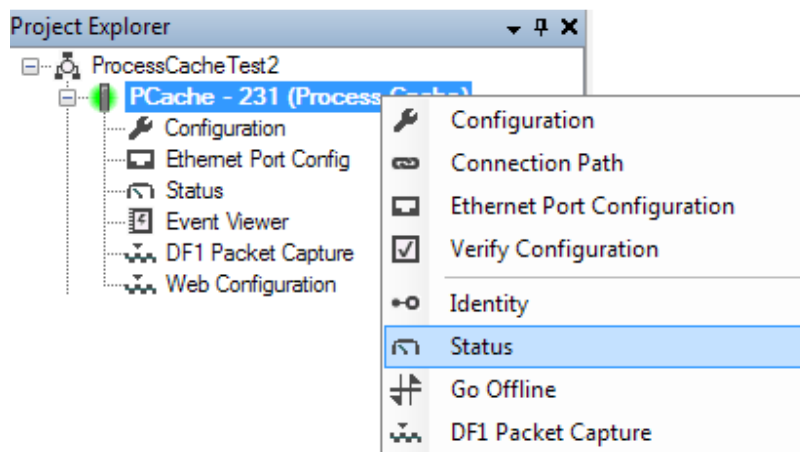 Project Explorer
ProcessCacheTest2
PCache - 231 (Process Cache)
Configuration
Ethernet Port Config
Status
Event Viewer
DF1 Packet Capture
Web Configuration
Configuration
Connection Path
Ethernet Port Configuration
Verify Configuration
Identity
Status
Go Offline
DF1 Packet Capture